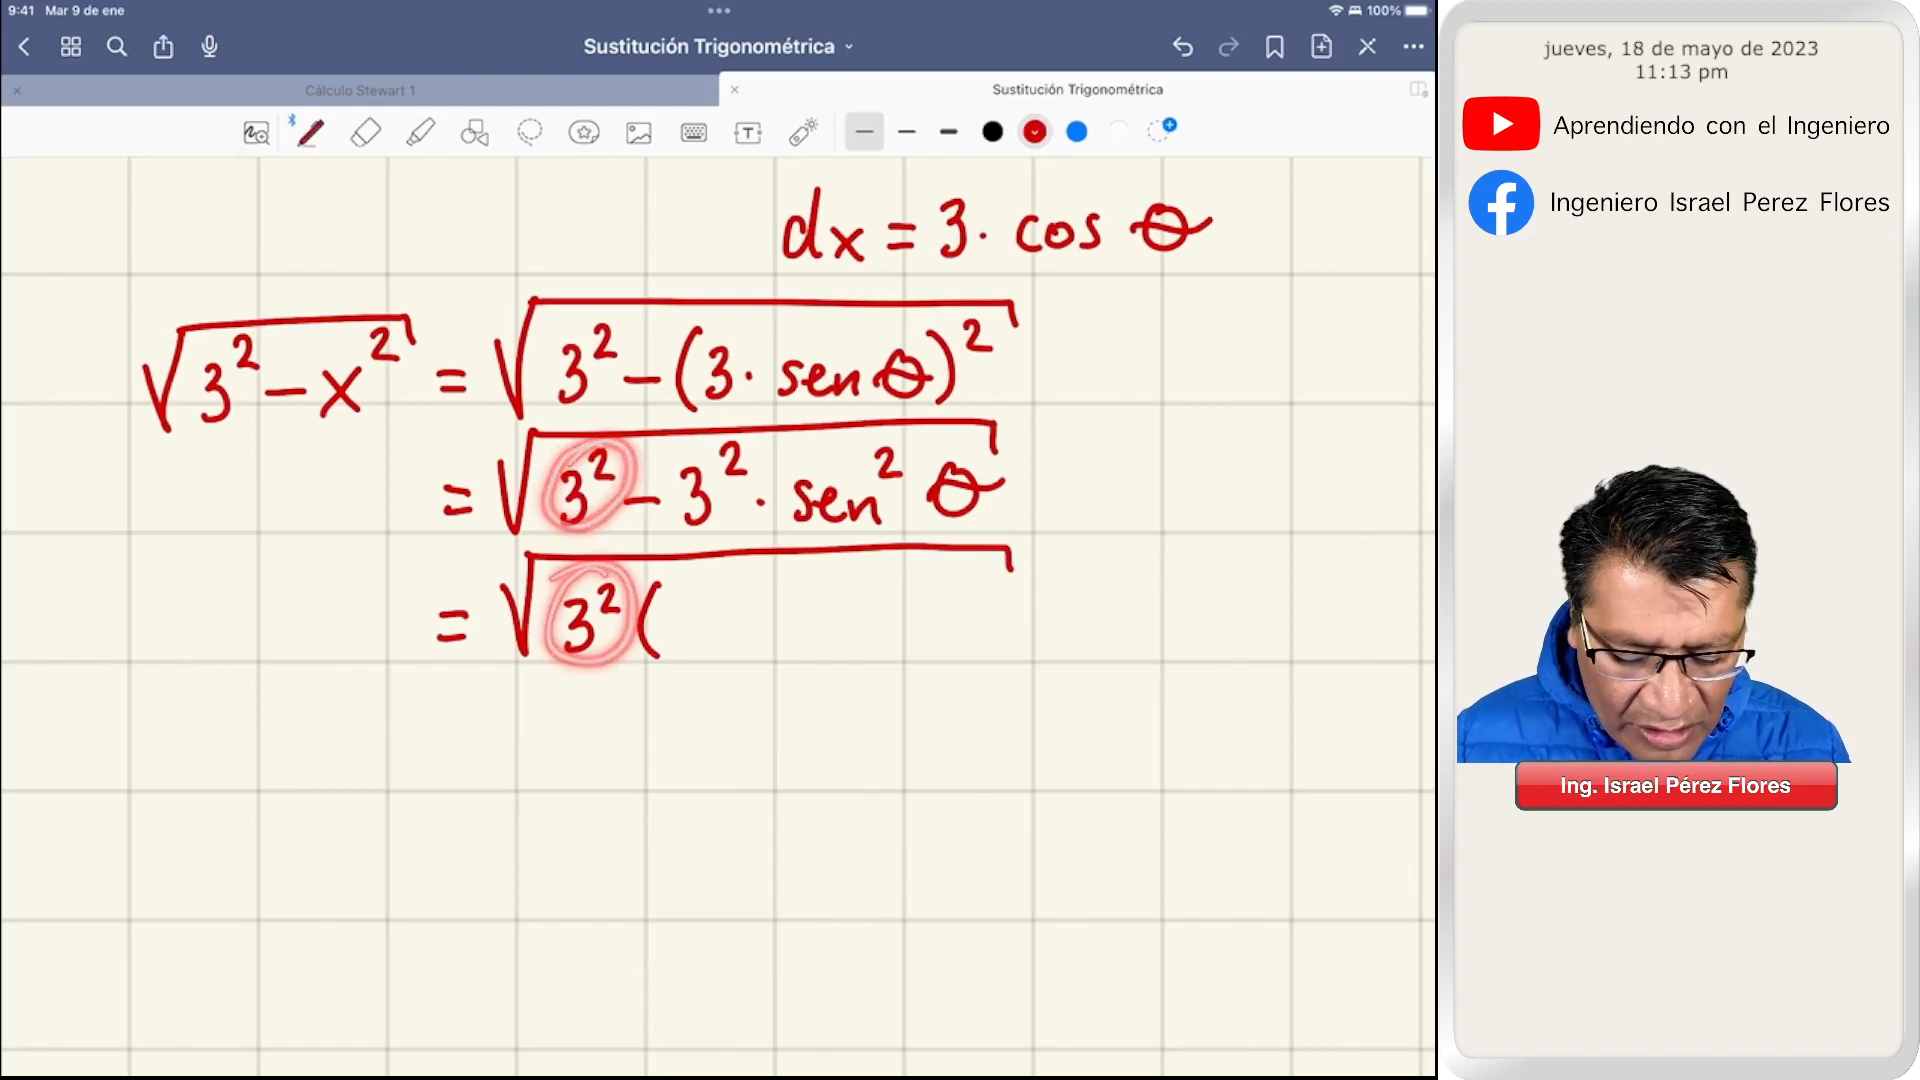 9:41 Mar 9 de ene
100%
Sustitución Trigonométrica
Cálculo Stewart 1
Sustitución Trigonométrica
dx = 3 · cos θ
√(3² − x²) = √(3² − (3 · sen θ)²)
= √(3² − 3² · sen² θ)
= √(3² (
jueves, 18 de mayo de 2023
11:13 pm
Aprendiendo con el Ingeniero
Ingeniero Israel Perez Flores
Ing. Israel Pérez Flores